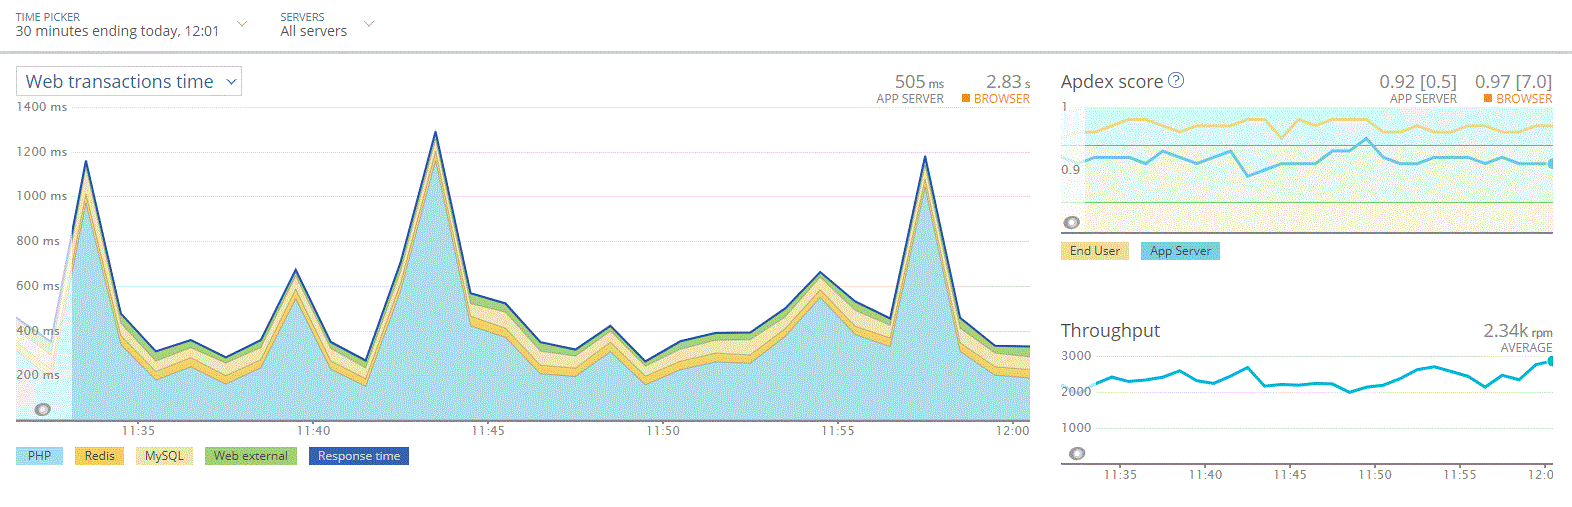 TIME PICKER
30 minutes ending today, 12:01
SERVERS
All servers
Web transactions time
505 ms
APP SERVER
2.83 s
BROWSER
1400 ms
1200 ms
1000 ms
800 ms
600 ms
400 ms
200 ms
11:35 11:40 11:45 11:50 11:55 12:00
PHP Redis MySQL Web external Response time
Apdex score ?
0.92 [0.5]
APP SERVER
0.97 [7.0]
BROWSER
1
0.9
End User App Server
Throughput
2.34k rpm
AVERAGE
3000
2000
1000
11:35 11:40 11:45 11:50 11:55 12:0